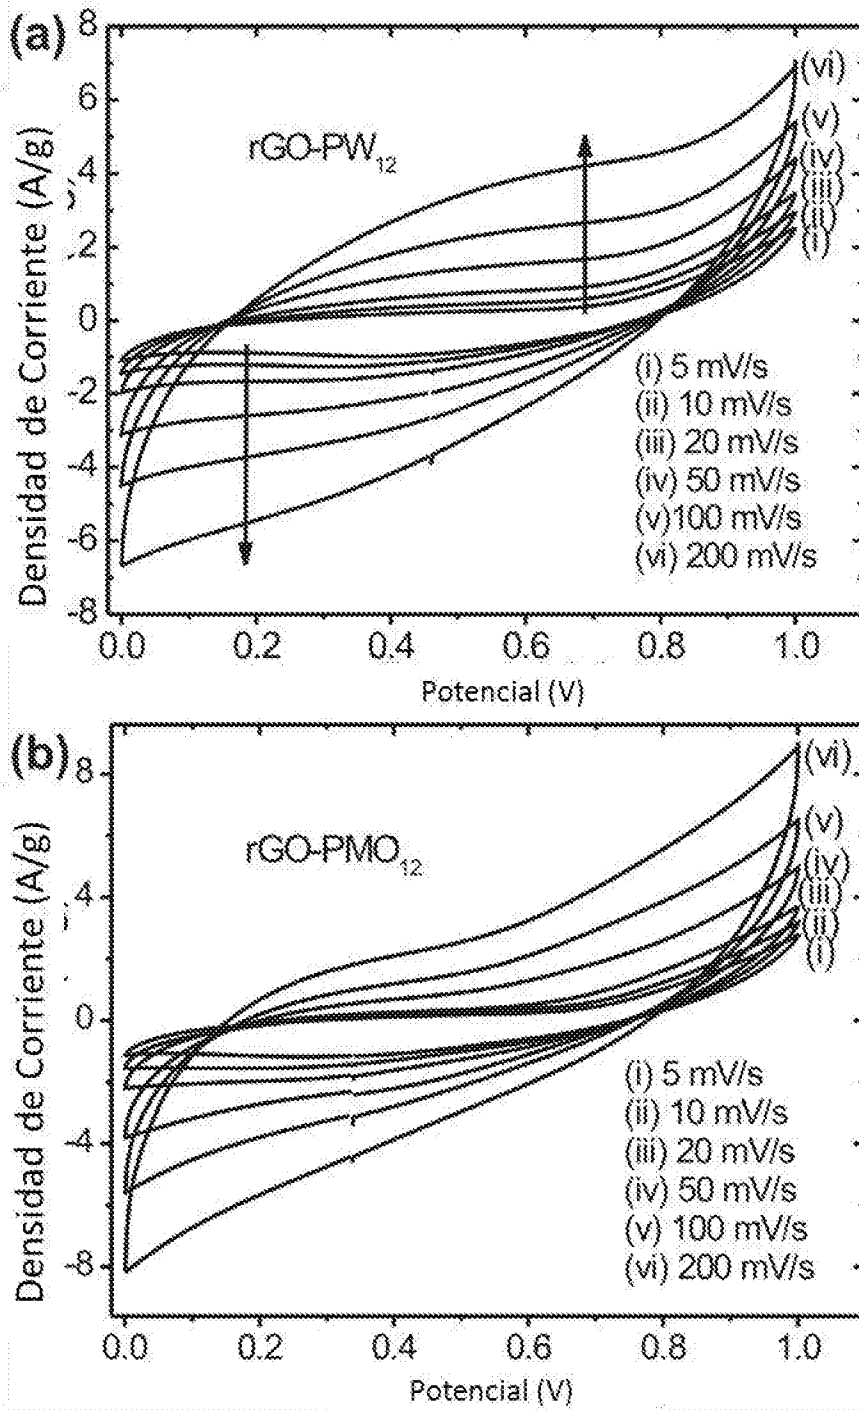 (a)
8
6
4
2
0
-2
-4
-6
-8
Densidad de Corriente (A/g)
rGO-PW12
(vi)
(v)
(iv)
(iii)
(ii)
(i)
(i) 5 mV/s
(ii) 10 mV/s
(iii) 20 mV/s
(iv) 50 mV/s
(v)100 mV/s
(vi) 200 mV/s
0.0 0.2 0.4 0.6 0.8 1.0
Potencial (V)
(b)
8
4
0
-4
-8
Densidad de Corriente (A/g)
rGO-PMO12
(vi)
(v)
(iv)
(iii)
(ii)
(i)
(i) 5 mV/s
(ii) 10 mV/s
(iii) 20 mV/s
(iv) 50 mV/s
(v) 100 mV/s
(vi) 200 mV/s
0.0 0.2 0.4 0.6 0.8 1.0
Potencial (V)